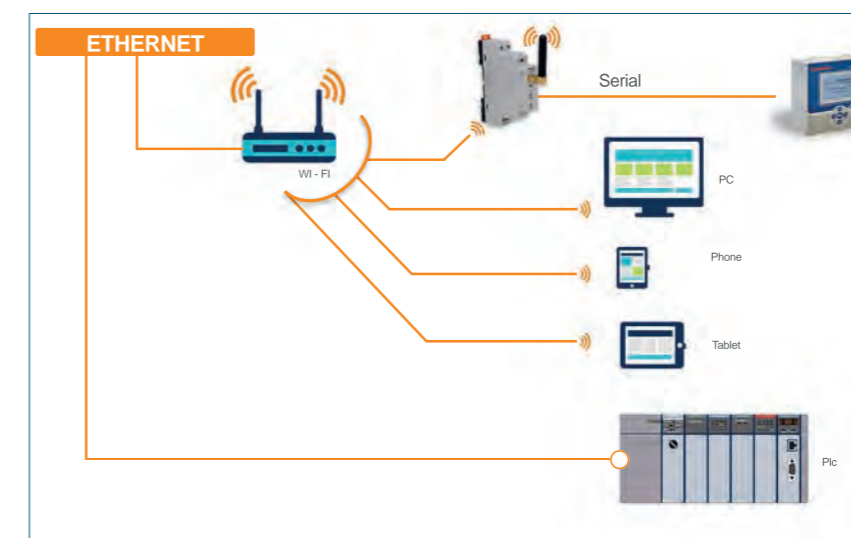 ETHERNET
Serial
WI - FI
PC
Phone
Tablet
Plc